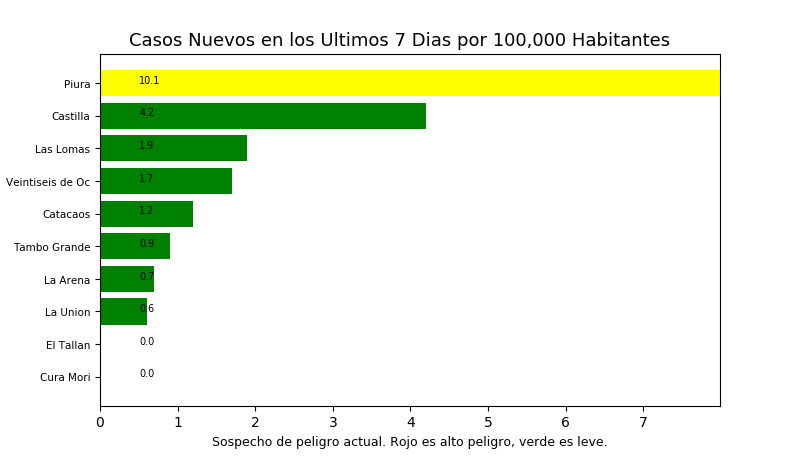 Casos Nuevos en los Ultimos 7 Dias por 100,000 Habitantes
Piura 10.1
Castilla 4.2
Las Lomas 1.9
Veintiseis de Oc 1.7
Catacaos 1.2
Tambo Grande 0.9
La Arena 0.7
La Union 0.6
El Tallan 0.0
Cura Mori 0.0
0 1 2 3 4 5 6 7
Sospecho de peligro actual. Rojo es alto peligro, verde es leve.